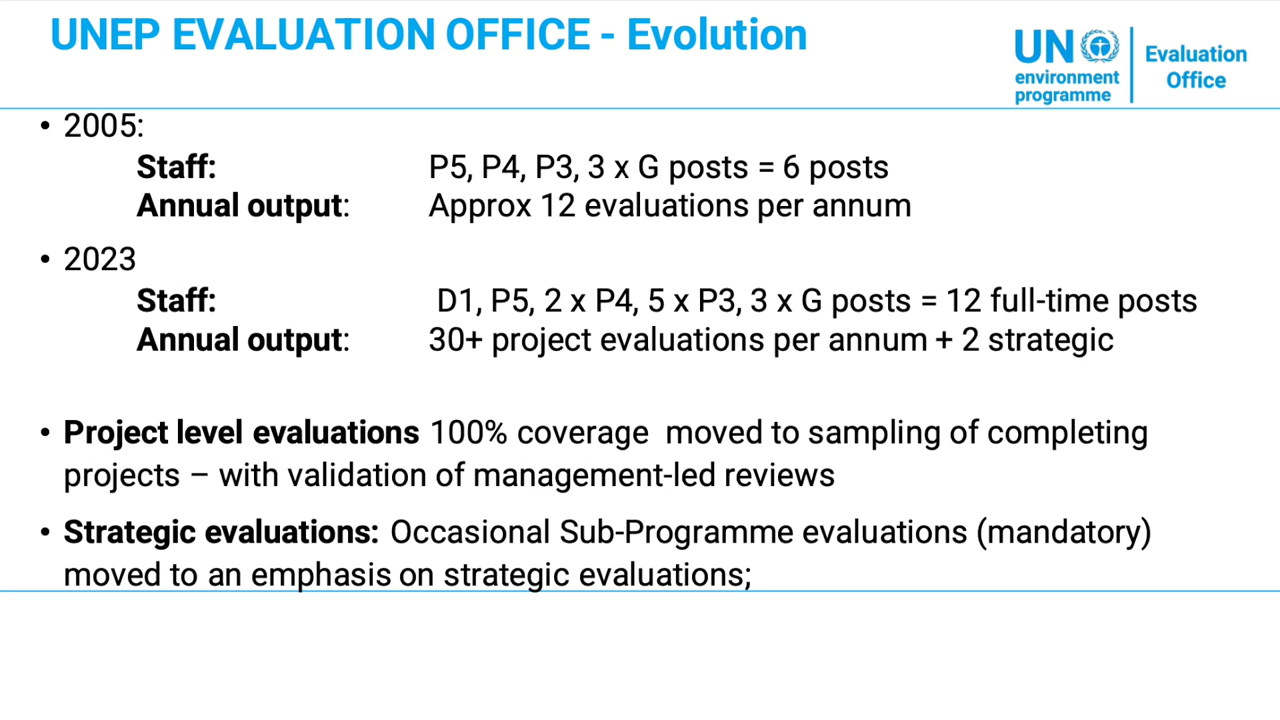 UNEP EVALUATION OFFICE - Evolution
UN
environment
programme
Evaluation
Office
• 2005:
Staff: P5, P4, P3, 3 x G posts = 6 posts
Annual output: Approx 12 evaluations per annum
• 2023
Staff: D1, P5, 2 x P4, 5 x P3, 3 x G posts = 12 full-time posts
Annual output: 30+ project evaluations per annum + 2 strategic
• Project level evaluations 100% coverage moved to sampling of completing
projects – with validation of management-led reviews
• Strategic evaluations: Occasional Sub-Programme evaluations (mandatory)
moved to an emphasis on strategic evaluations;